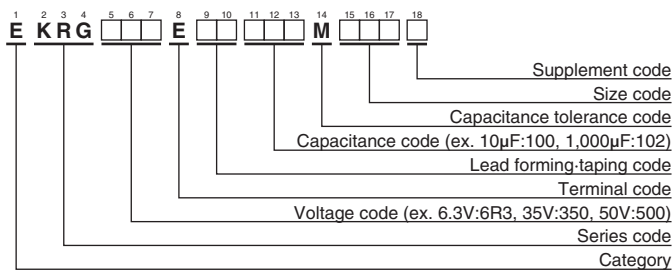 1 2 3 4 5 6 7 8 9 10 11 12 13 14 15 16 17 18
E KRG E M
Supplement code
Size code
Capacitance tolerance code
Capacitance code (ex. 10µF:100, 1,000µF:102)
Lead forming·taping code
Terminal code
Voltage code (ex. 6.3V:6R3, 35V:350, 50V:500)
Series code
Category